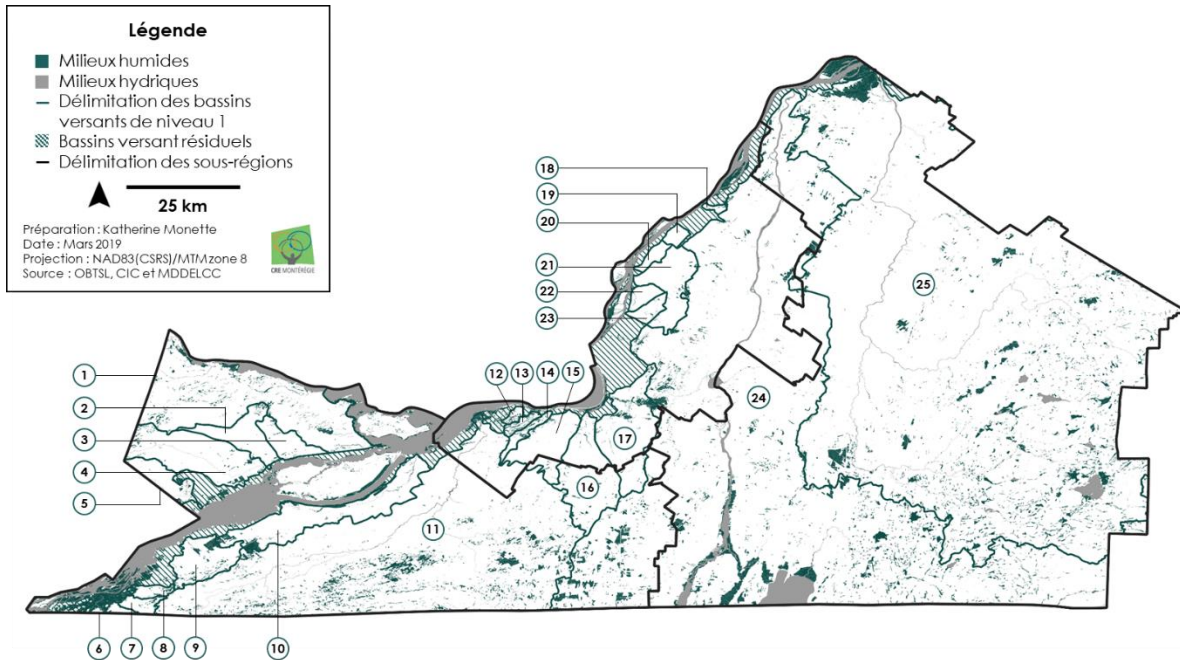 Légende
Milieux humides
Milieux hydriques
Délimitation des bassins
versants de niveau 1
Bassins versant résiduels
Délimitation des sous-régions
25 km
Préparation : Katherine Monette
Date : Mars 2019
Projection : NAD83(CSRS)/MTMzone 8
Source : OBTSL, CIC et MDDELCC
CRE MONTÉRÉGIE
1
2
3
4
5
6
7
8
9
10
11
12
13
14
15
16
17
18
19
20
21
22
23
24
25